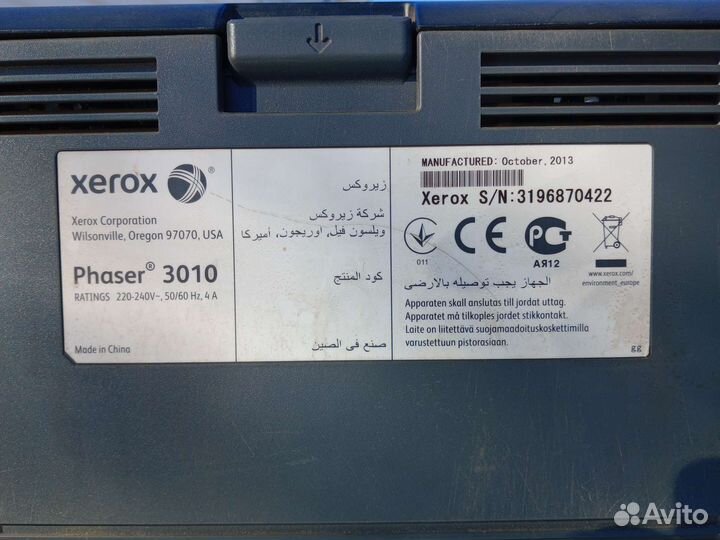 xerox
Xerox Corporation
Wilsonville, Oregon 97070, USA
Phaser® 3010
RATINGS 220-240V~, 50/60 Hz, 4 A
Made in China
زيروكس
شركة زيروكس
ويلسون فيل, اوريجون, أميركا
كود المنتج
صنع فى الصين
MANUFACTURED: October, 2013
Xerox S/N:3196870422
011
АЯ12
www.xerox.com/
environment_europe
الجهاز يجب توصيله بالارضى
Apparaten skall anslutas till jordat uttag.
Apparatet må tilkoples jordet stikkontakt.
Laite on liitettävä suojamaadoituskoskettimilla
varustettuun pistorasiaan.
gg
Avito